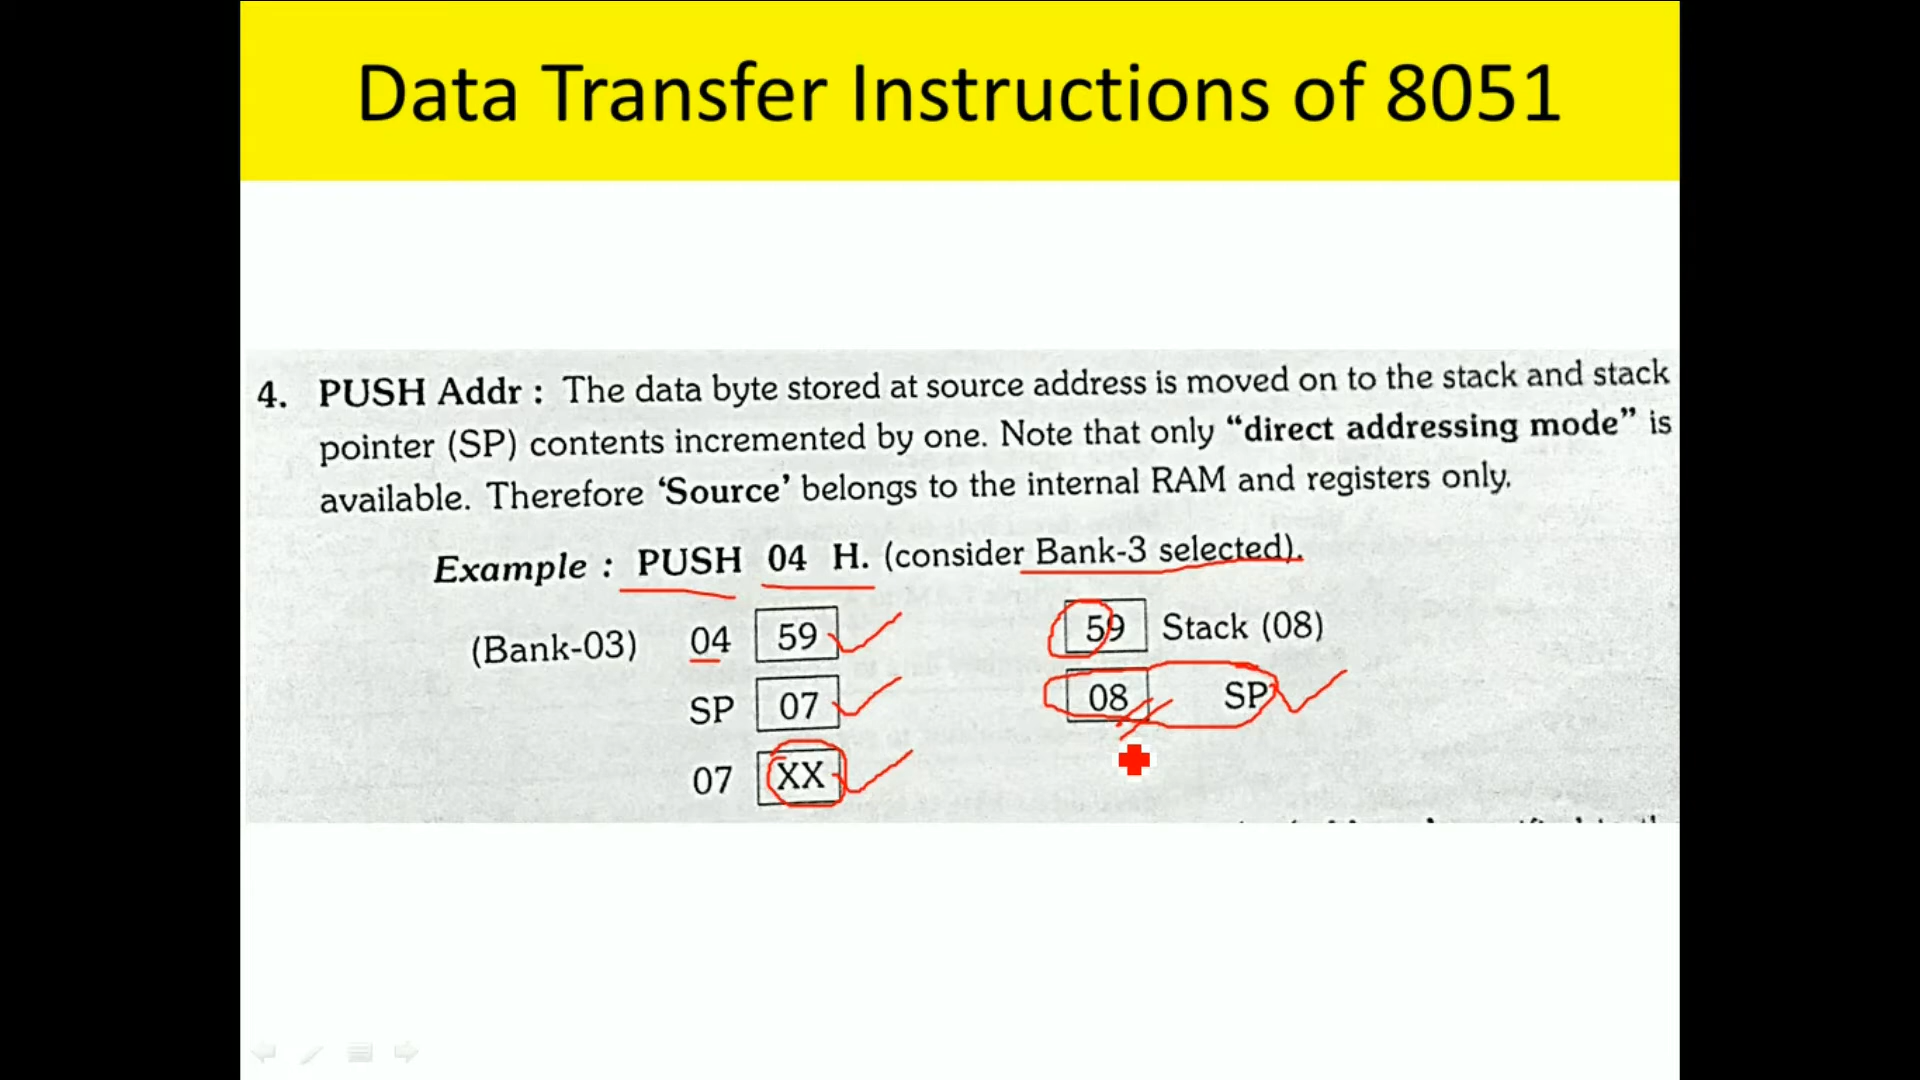 Data Transfer Instructions of 8051
4. PUSH Addr : The data byte stored at source address is moved on to the stack and stack
pointer (SP) contents incremented by one. Note that only “direct addressing mode” is
available. Therefore ‘Source’ belongs to the internal RAM and registers only.
Example : PUSH 04 H. (consider Bank-3 selected).
(Bank-03) 04 59 59 Stack (08)
SP 07 08 SP
07 XX